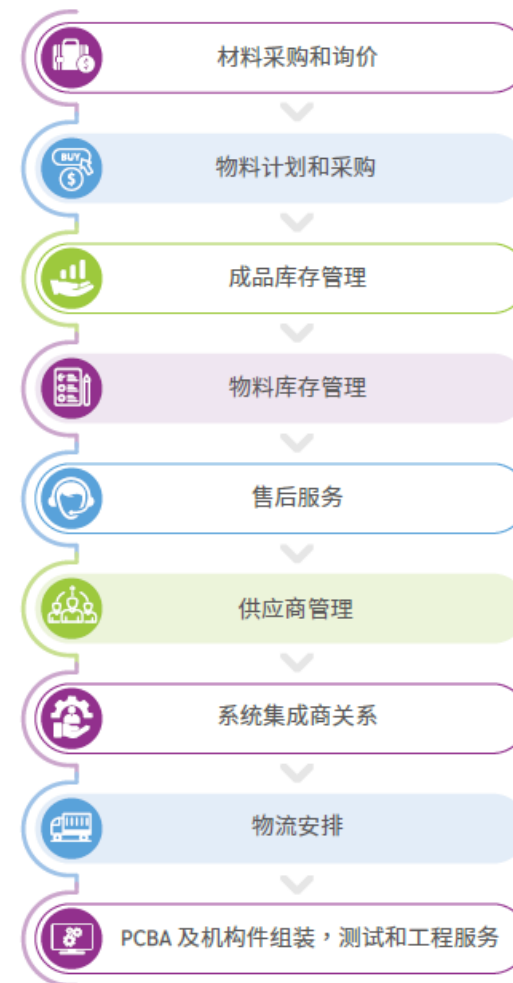 材料采购和询价
BUY
$
物料计划和采购
成品库存管理
物料库存管理
售后服务
供应商管理
系统集成商关系
物流安排
PCBA 及机构件组装，测试和工程服务